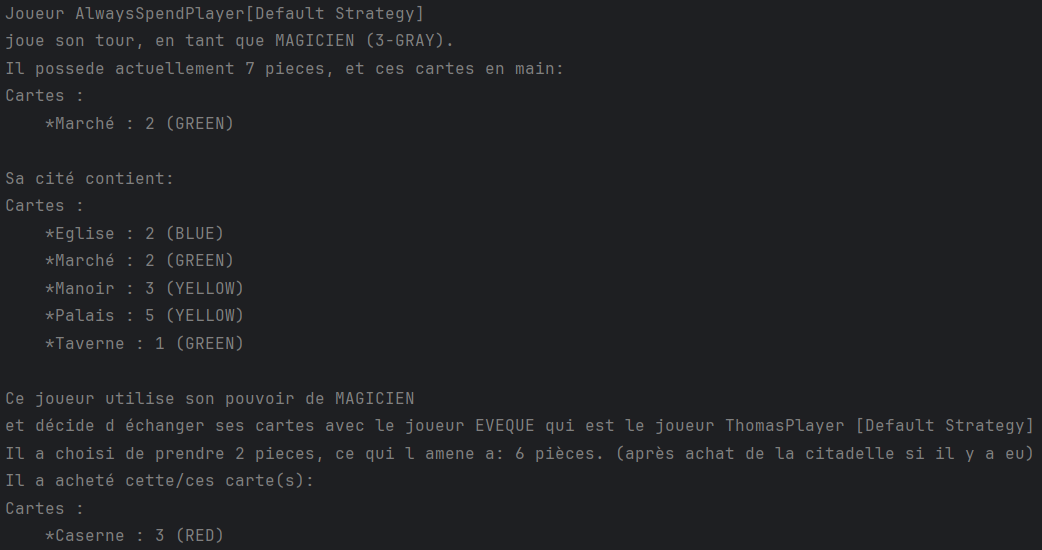 Joueur AlwaysSpendPlayer[Default Strategy]
joue son tour, en tant que MAGICIEN (3-GRAY).
Il possede actuellement 7 pieces, et ces cartes en main:
Cartes :
    *Marché : 2 (GREEN)

Sa cité contient:
Cartes :
    *Eglise : 2 (BLUE)
    *Marché : 2 (GREEN)
    *Manoir : 3 (YELLOW)
    *Palais : 5 (YELLOW)
    *Taverne : 1 (GREEN)

Ce joueur utilise son pouvoir de MAGICIEN
et décide d échanger ses cartes avec le joueur EVEQUE qui est le joueur ThomasPlayer [Default Strategy]
Il a choisi de prendre 2 pieces, ce qui l amene a: 6 pièces. (après achat de la citadelle si il y a eu)
Il a acheté cette/ces carte(s):
Cartes :
    *Caserne : 3 (RED)